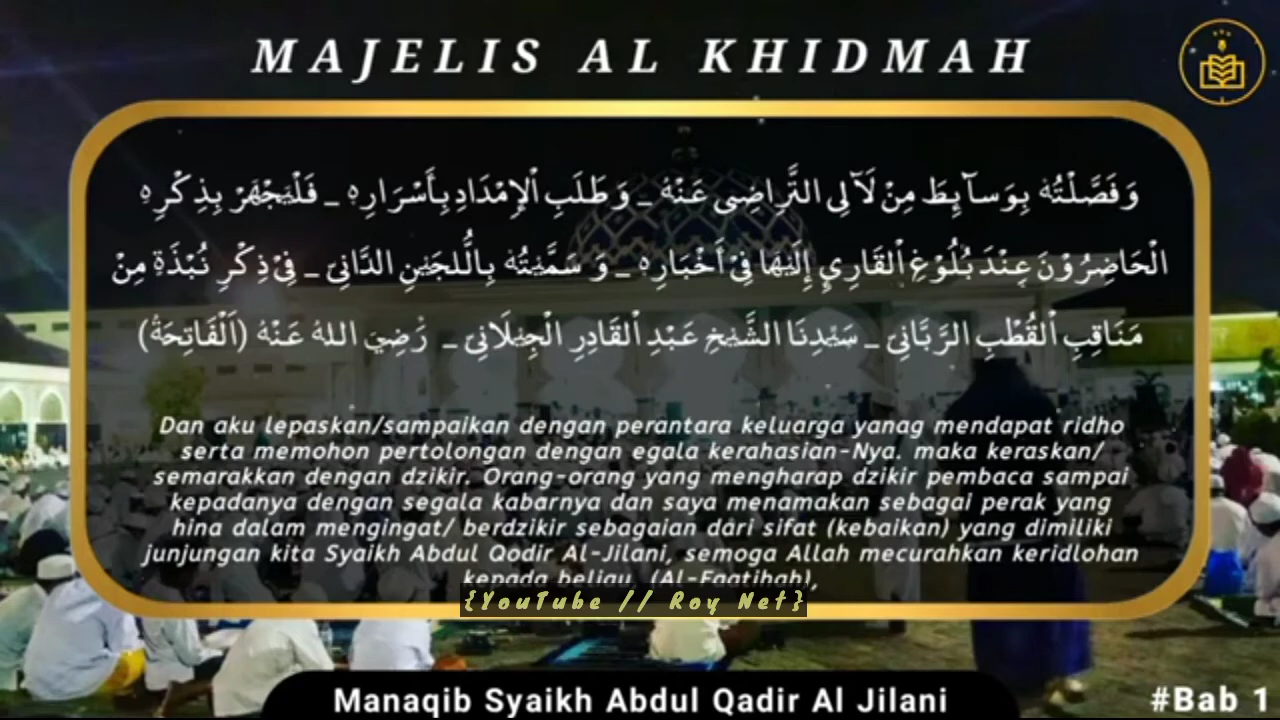 MAJELIS AL KHIDMAH
وَفَصَّلْتُهُ بِوَسآئِطَ مِنْ لَآلِى التَّرَاضِى عَنْهُ ـ وَطَلَبِ اْلإِمْدَادِ بِأَسْرَارِهِ ـ فَلْيَجْهَرْ بِذِكْرِهِ
الْحَاضِرُوْنَ عِنْدَ بُلُوْغِ اْلقَارِيِ إِلَيْهَا فِيْ أَخْبَارِهِ ـ وَ سَمَّيْتُهُ بِاللُّجَيْنِ الدَّانِىْ ـ فِيْ ذِكْرِ نُبْذَةٍ مِنْ
مَنَاقِبِ اْلقُطْبِ الرَّبَّانِىْ ـ سَيِّدِنَا الشَّيْخِ عَبْدِ اْلقَادِرِ الْجِيْلَانِىْ ـ رَضِيَ اللهُ عَنْهُ (اَلْفَاتِحَةُ)
Dan aku lepaskan/sampaikan dengan perantara keluarga yanag mendapat ridho
serta memohon pertolongan dengan egala kerahasian-Nya. maka keraskan/
semarakkan dengan dzikir. Orang-orang yang mengharap dzikir pembaca sampai
kepadanya dengan segala kabarnya dan saya menamakan sebagai perak yang
hina dalam mengingat/ berdzikir sebagaian dari sifat (kebaikan) yang dimiliki
junjungan kita Syaikh Abdul Qodir Al-Jilani, semoga Allah mecurahkan keridlohan
kepada beliau, (Al-Faatihah),
{YouTube // Roy Net}
Manaqib Syaikh Abdul Qadir Al Jilani
#Bab 1